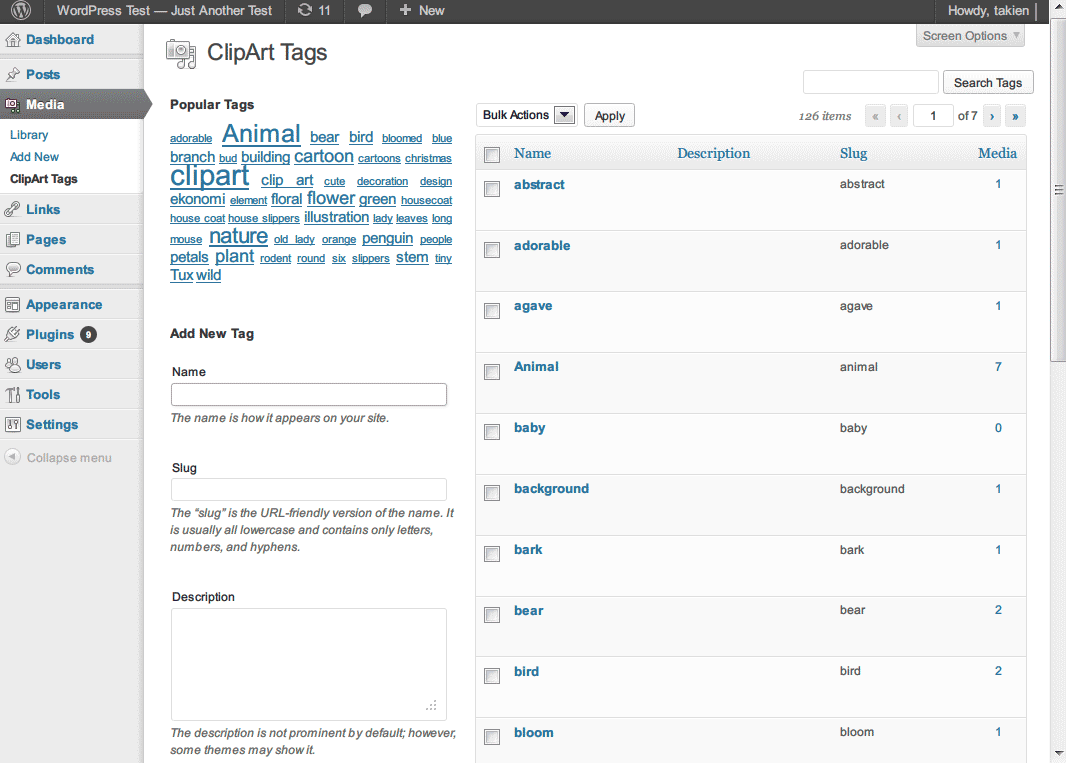 WordPress Test — Just Another Test 11 New Howdy, takien
Screen Options
Dashboard
Posts
Media
Library
Add New
ClipArt Tags
Links
Pages
Comments
Appearance
Plugins 9
Users
Tools
Settings
Collapse menu
ClipArt Tags
Search Tags
Popular Tags
adorable Animal bear bird bloomed blue
branch bud building cartoon cartoons christmas
clipart clip art cute decoration design
ekonomi element floral flower green housecoat
house coat house slippers illustration lady leaves long
mouse nature old lady orange penguin people
petals plant rodent round six slippers stem tiny
Tux wild
Add New Tag
Name
The name is how it appears on your site.
Slug
The “slug” is the URL-friendly version of the name. It
is usually all lowercase and contains only letters,
numbers, and hyphens.
Description
The description is not prominent by default; however,
some themes may show it.
Bulk Actions Apply 126 items « ‹ 1 of 7 › »
Name Description Slug Media
abstract abstract 1
adorable adorable 1
agave agave 1
Animal animal 7
baby baby 0
background background 1
bark bark 1
bear bear 2
bird bird 2
bloom bloom 1